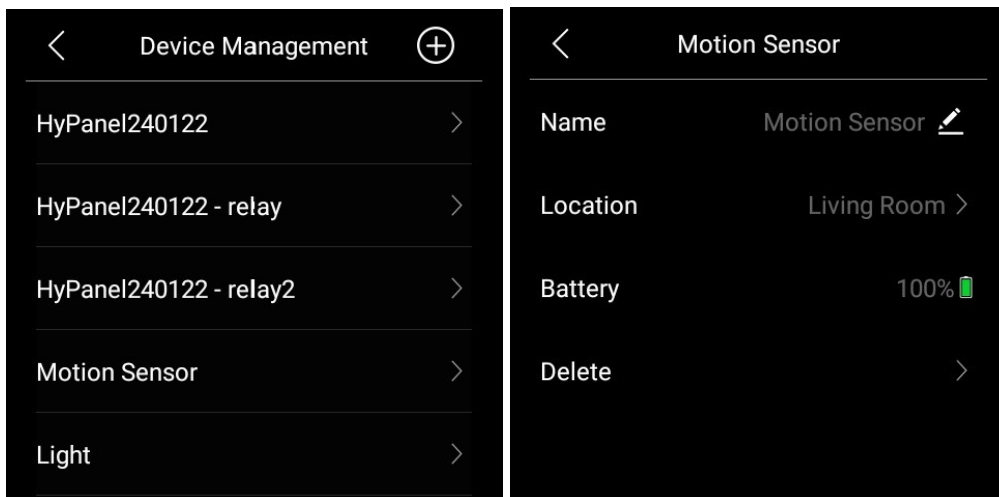 Device Management
HyPanel240122
HyPanel240122 - relay
HyPanel240122 - relay2
Motion Sensor
Light
Motion Sensor
Name Motion Sensor
Location Living Room
Battery 100%
Delete